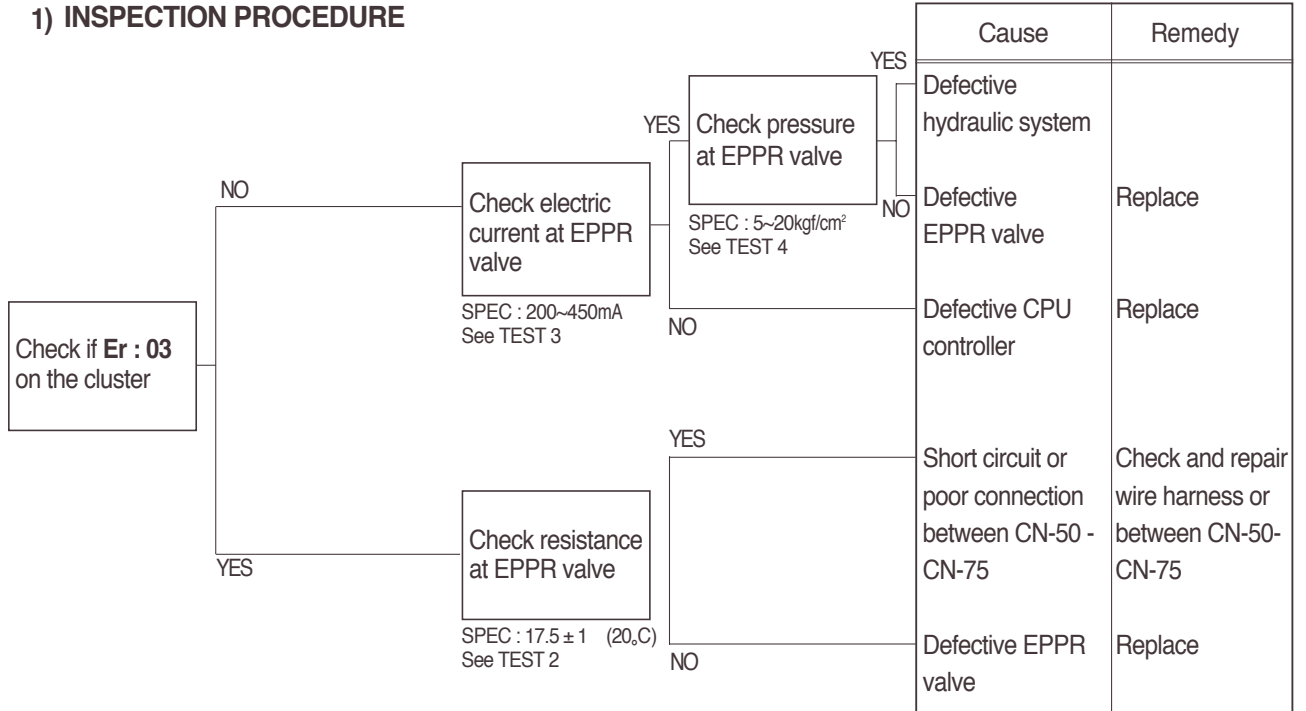 1) INSPECTION PROCEDURE
Cause
Remedy
Check if Er : 03
on the cluster
NO
YES
Check electric
current at EPPR
valve
SPEC : 200~450mA
See TEST 3
YES
NO
Check pressure
at EPPR valve
SPEC : 5~20kgf/cm²
See TEST 4
YES
NO
Defective
hydraulic system
Defective
EPPR valve
Replace
Defective CPU
controller
Replace
Check resistance
at EPPR valve
SPEC : 17.5 ± 1 (20°C)
See TEST 2
YES
NO
Short circuit or
poor connection
between CN-50 -
CN-75
Check and repair
wire harness or
between CN-50-
CN-75
Defective EPPR
valve
Replace